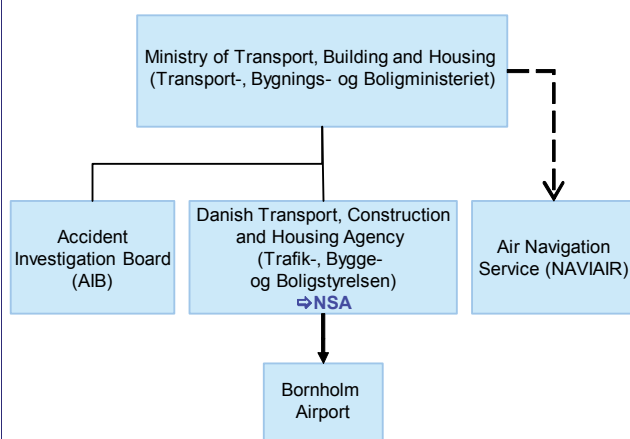 Ministry of Transport, Building and Housing
(Transport-, Bygnings- og Boligministeriet)
Accident
Investigation Board
(AIB)
Danish Transport, Construction
and Housing Agency
(Trafik-, Bygge-
og Boligstyrelsen)
⇨NSA
Air Navigation
Service (NAVIAIR)
Bornholm
Airport